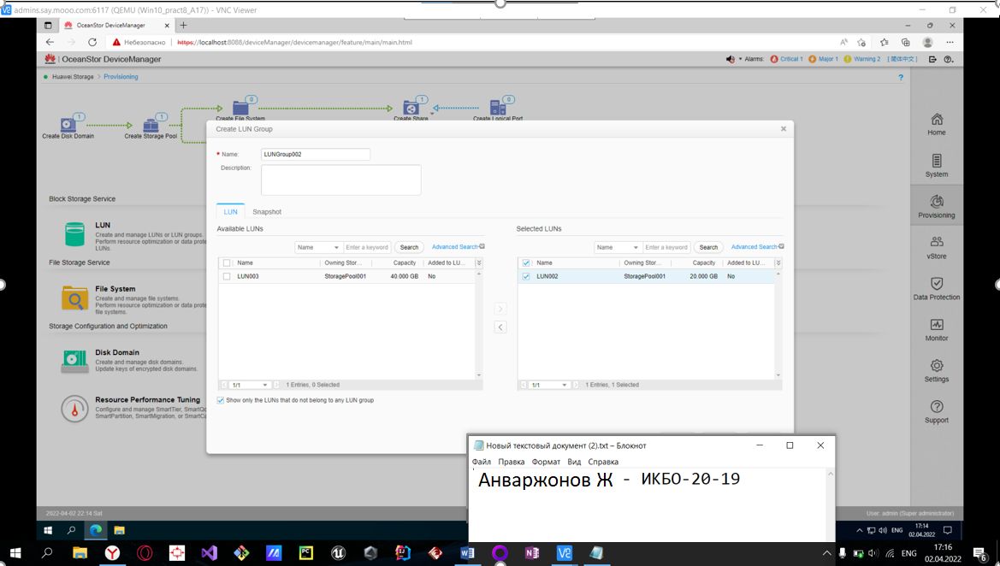 admins.say.mooo.com:6117 (QEMU (Win10_pract8_A17)) - VNC Viewer
OceanStor DeviceManager
Небезопасно https://localhost:8088/deviceManager/devicemanager/feature/main/main.html
OceanStor DeviceManager
Alarms: Critical 1 Major 1 Warning 2 [简体中文]
Huawei.Storage > Provisioning
?
1 Create Disk Domain
1 Create Storage Pool
0 Create File System
1 Create Share
0 Create Logical Port
Create LUN Group
* Name: LUNGroup002
Description:
LUN Snapshot
Available LUNs
Name Enter a keyword Search Advanced Search
Name Owning Stor... Capacity Added to LU...
LUN003 StoragePool001 40.000 GB No
1/1 1 Entries, 0 Selected
Show only the LUNs that do not belong to any LUN group
Selected LUNs
Name Enter a keyword Search Advanced Search
Name Owning Stor... Capacity Added to LU...
LUN002 StoragePool001 20.000 GB No
1/1 1 Entries, 1 Selected
Block Storage Service
LUN
Create and manage LUNs or LUN groups.
Perform resource optimization or data prote
LUNs.
File Storage Service
File System
Create and manage file systems.
Perform resource optimization or data prote
file systems.
Storage Configuration and Optimization
Disk Domain
Create and manage disk domains.
Update keys of encrypted disk domains.
Resource Performance Tuning
Configure and manage SmartTier, SmartQo
SmartPartition, SmartMigration, or SmartCa
Home
System
Provisioning
vStore
Data Protection
Monitor
Settings
Support
Новый текстовый документ (2).txt – Блокнот
Файл Правка Формат Вид Справка
Анваржонов Ж - ИКБО-20-19
2022-04-02 22:14 Sat
User: admin (Super administrator)
ENG 17:14
02.04.2022
ENG 17:16
02.04.2022
6